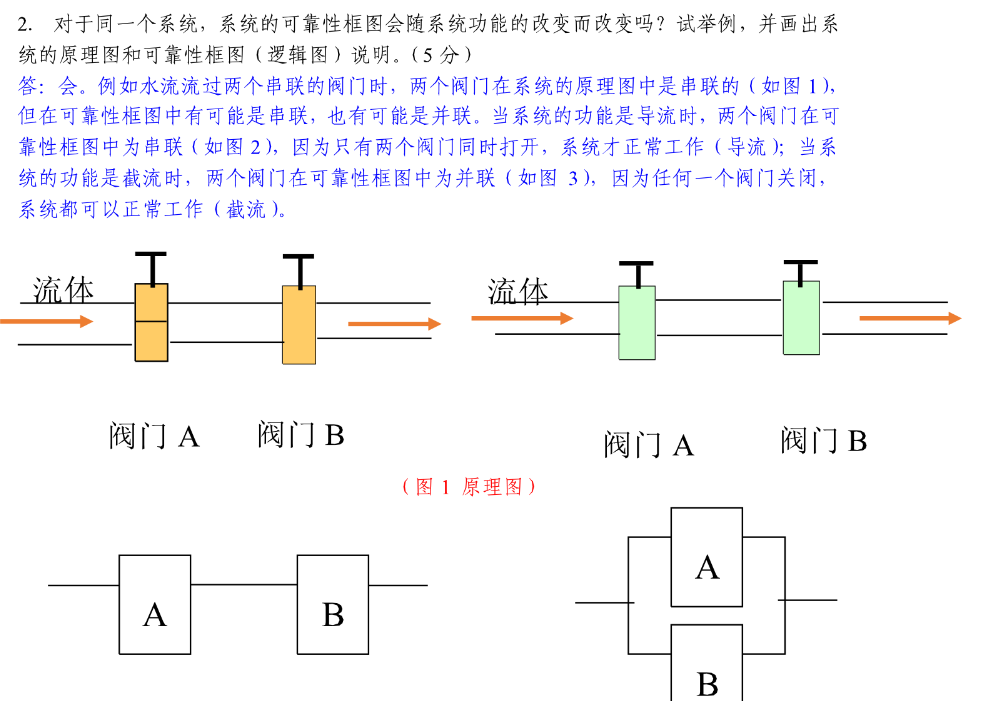 2. 对于同一个系统，系统的可靠性框图会随系统功能的改变而改变吗？试举例，并画出系
统的原理图和可靠性框图（逻辑图）说明。（5 分）
答：会。例如水流流过两个串联的阀门时，两个阀门在系统的原理图中是串联的（如图 1），
但在可靠性框图中有可能是串联，也有可能是并联。当系统的功能是导流时，两个阀门在可
靠性框图中为串联（如图 2），因为只有两个阀门同时打开，系统才正常工作（导流）；当系
统的功能是截流时，两个阀门在可靠性框图中为并联（如图 3），因为任何一个阀门关闭，
系统都可以正常工作（截流）。
流体
流体
阀门 A
阀门 B
阀门 A
阀门 B
（图 1 原理图）
A
B
A
B